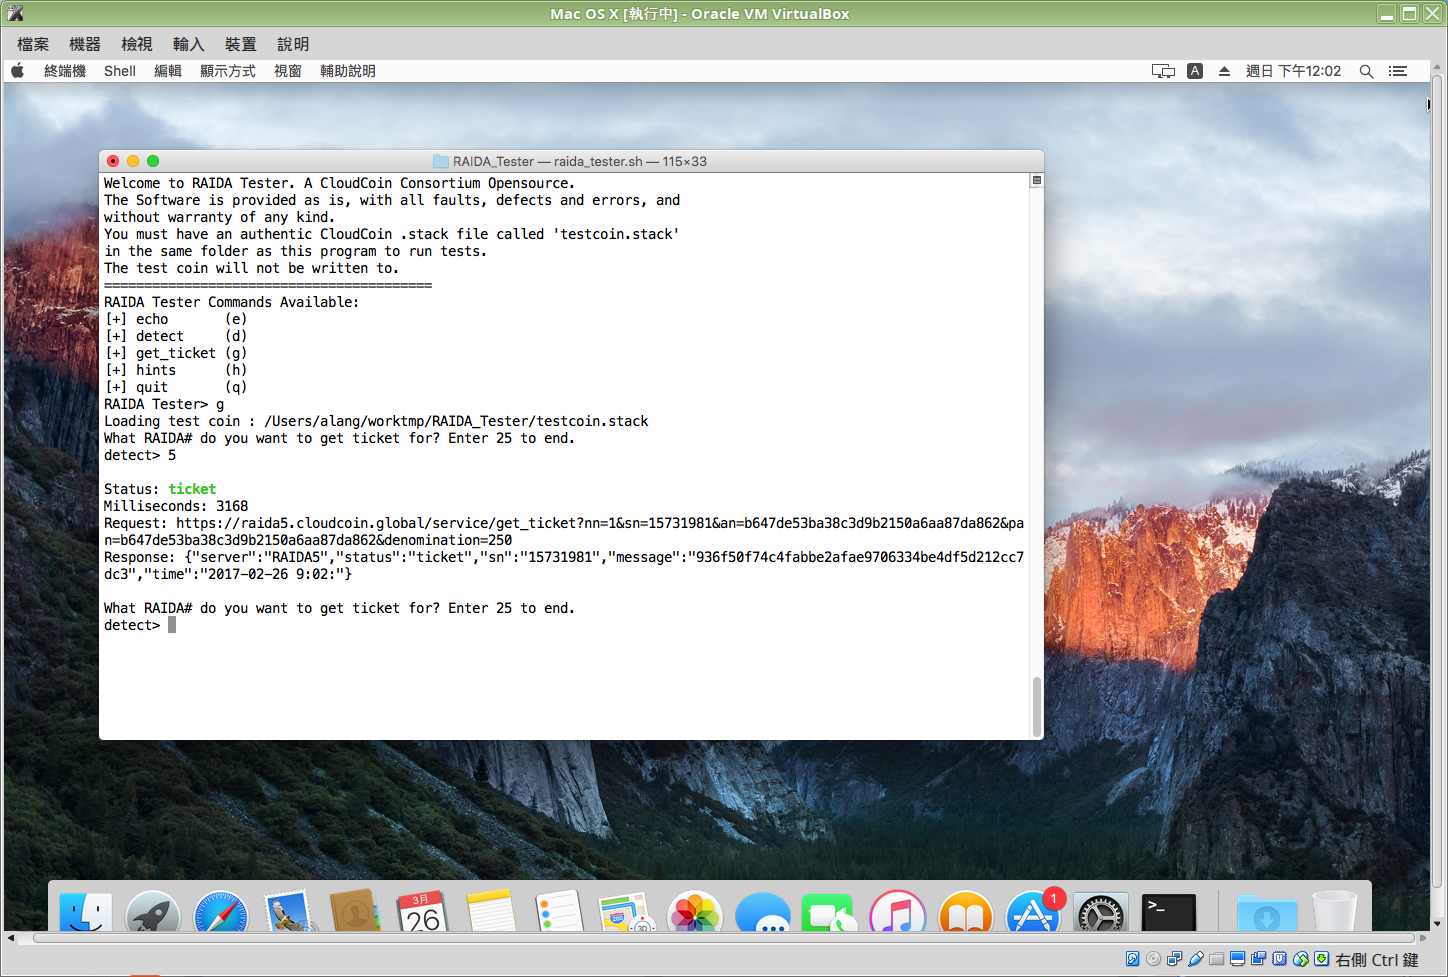 Mac OS X [執行中] - Oracle VM VirtualBox
檔案 機器 檢視 輸入 裝置 說明
終端機 Shell 編輯 顯示方式 視窗 輔助說明 A 週日 下午12:02
RAIDA_Tester — raida_tester.sh — 115×33
Welcome to RAIDA Tester. A CloudCoin Consortium Opensource.
The Software is provided as is, with all faults, defects and errors, and
without warranty of any kind.
You must have an authentic CloudCoin .stack file called 'testcoin.stack'
in the same folder as this program to run tests.
The test coin will not be written to.
=========================================
RAIDA Tester Commands Available:
[+] echo       (e)
[+] detect     (d)
[+] get_ticket (g)
[+] hints      (h)
[+] quit       (q)
RAIDA Tester> g
Loading test coin : /Users/alang/worktmp/RAIDA_Tester/testcoin.stack
What RAIDA# do you want to get ticket for? Enter 25 to end.
detect> 5
Status: ticket
Milliseconds: 3168
Request: https://raida5.cloudcoin.global/service/get_ticket?nn=1&sn=15731981&an=b647de53ba38c3d9b2150a6aa87da862&pa
n=b647de53ba38c3d9b2150a6aa87da862&denomination=250
Response: {"server":"RAIDA5","status":"ticket","sn":"15731981","message":"936f50f74c4fabbe2afae9706334be4df5d212cc7
dc3","time":"2017-02-26 9:02:"}
What RAIDA# do you want to get ticket for? Enter 25 to end.
detect>
3月
26
280
3D
1
>_
右側 Ctrl 鍵